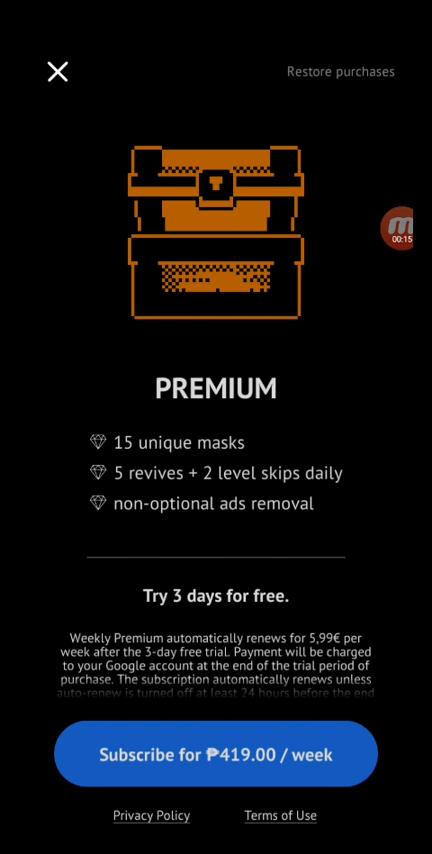 Restore purchases
00:15
PREMIUM
15 unique masks
5 revives + 2 level skips daily
non-optional ads removal
Try 3 days for free.
Weekly Premium automatically renews for 5,99€ per
week after the 3-day free trial. Payment will be charged
to your Google account at the end of the trial period of
purchase. The subscription automatically renews unless
auto-renew is turned off at least 24 hours before the end
Subscribe for ₱419.00 / week
Privacy Policy
Terms of Use